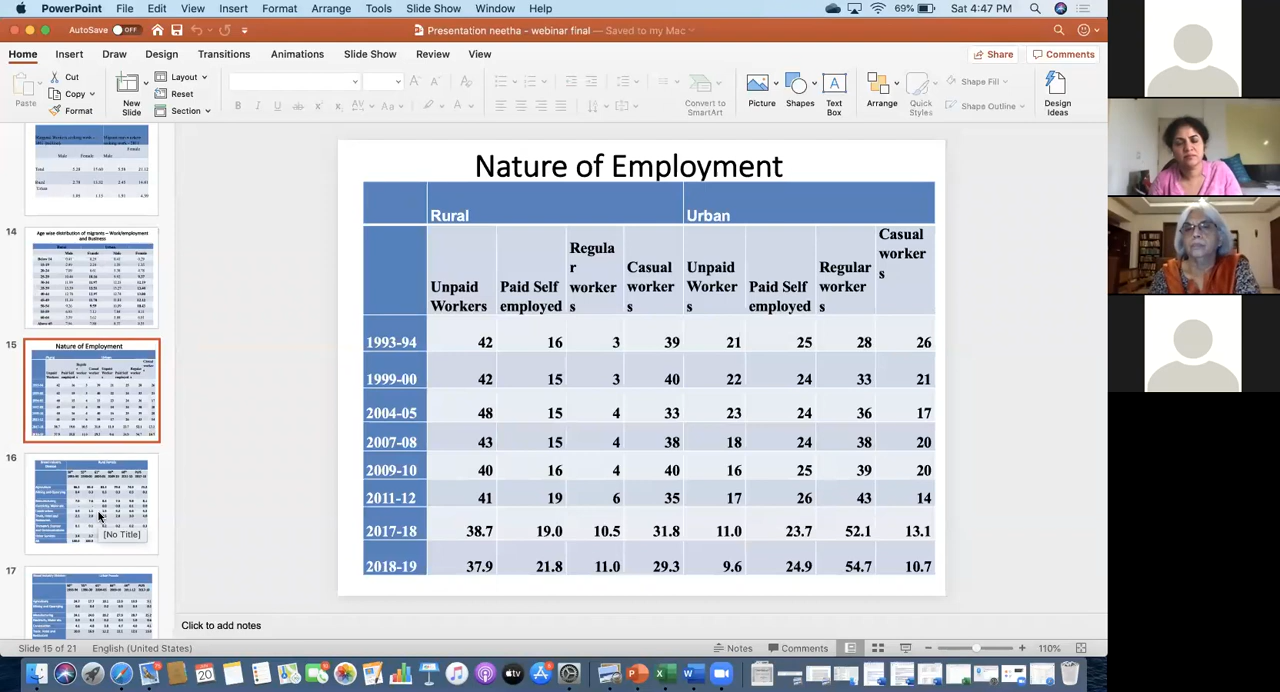 PowerPoint File Edit View Insert Format Arrange Tools Slide Show Window Help 69% Sat 4:47 PM
AutoSave OFF Presentation neetha - webinar final — Saved to my Mac
Home Insert Draw Design Transitions Animations Slide Show Review View Share Comments
Paste Cut Copy Format
New Slide Layout Reset Section
Convert to SmartArt
Picture Shapes Text Box Arrange Quick Styles Shape Fill Shape Outline Design Ideas
14
Age wise distribution of migrants – Work/employment and Business
15
Nature of Employment
16
[No Title]
17
Nature of Employment
Rural Urban
Unpaid Workers Paid Self employed Regula r worker s Casual worker s Unpaid Worker s Paid Self employed Regular worker s Casual worker s
1993-94 42 16 3 39 21 25 28 26
1999-00 42 15 3 40 22 24 33 21
2004-05 48 15 4 33 23 24 36 17
2007-08 43 15 4 38 18 24 38 20
2009-10 40 16 4 40 16 25 39 20
2011-12 41 19 6 35 17 26 43 14
2017-18 38.7 19.0 10.5 31.8 11.0 23.7 52.1 13.1
2018-19 37.9 21.8 11.0 29.3 9.6 24.9 54.7 10.7
Click to add notes
Slide 15 of 21 English (United States) Notes Comments 110%